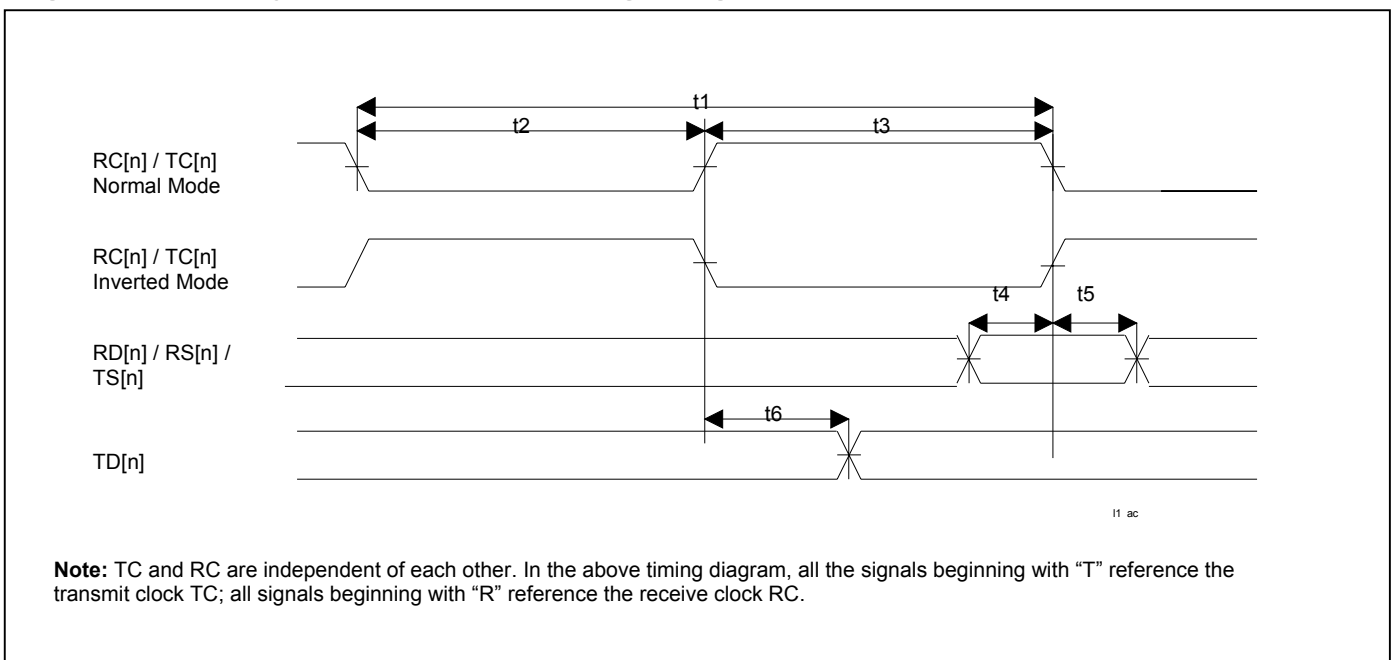 t1
t2
t3
RC[n] / TC[n]
Normal Mode
RC[n] / TC[n]
Inverted Mode
t4
t5
RD[n] / RS[n] /
TS[n]
t6
TD[n]
l1 ac
Note: TC and RC are independent of each other. In the above timing diagram, all the signals beginning with “T” reference the
transmit clock TC; all signals beginning with “R” reference the receive clock RC.